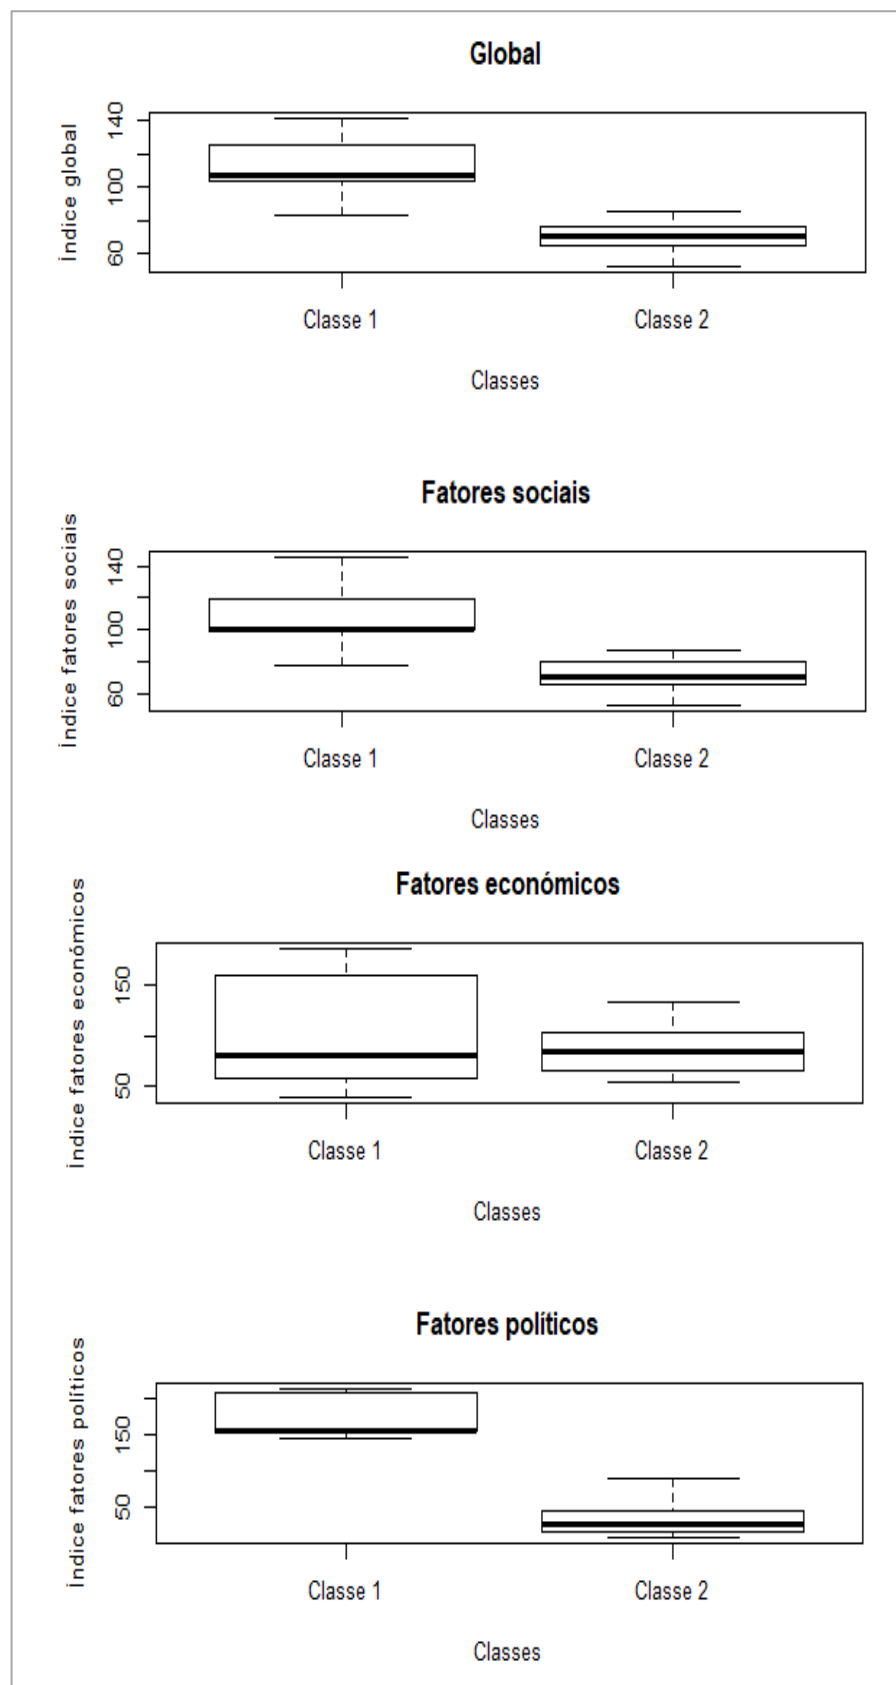 Global
Índice global
140
100
60
Classe 1
Classe 2
Classes
Fatores sociais
Índice fatores sociais
140
100
60
Classe 1
Classe 2
Classes
Fatores económicos
Índice fatores económicos
150
50
Classe 1
Classe 2
Classes
Fatores políticos
Índice fatores políticos
150
50
Classe 1
Classe 2
Classes